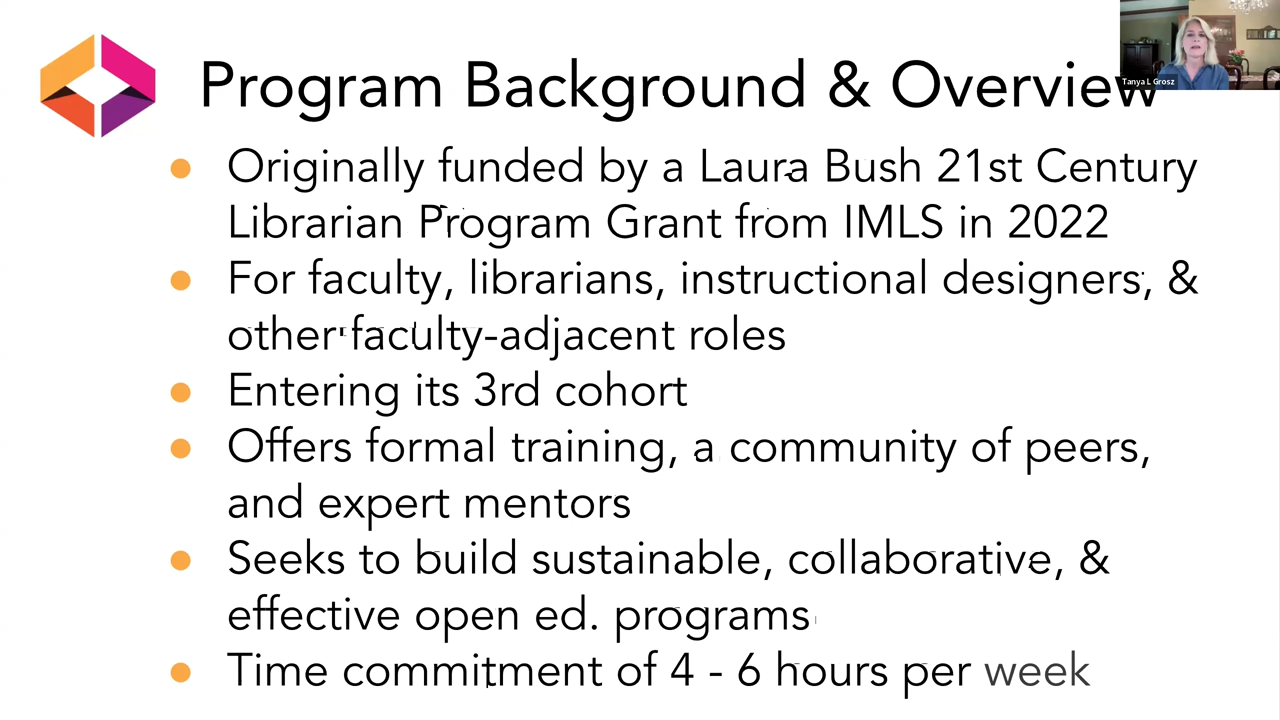 Program Background & Overview
Tanya L Grosz
Originally funded by a Laura Bush 21st Century
Librarian Program Grant from IMLS in 2022
For faculty, librarians, instructional designers, &
other faculty-adjacent roles
Entering its 3rd cohort
Offers formal training, a community of peers,
and expert mentors
Seeks to build sustainable, collaborative, &
effective open ed. programs
Time commitment of 4 - 6 hours per week